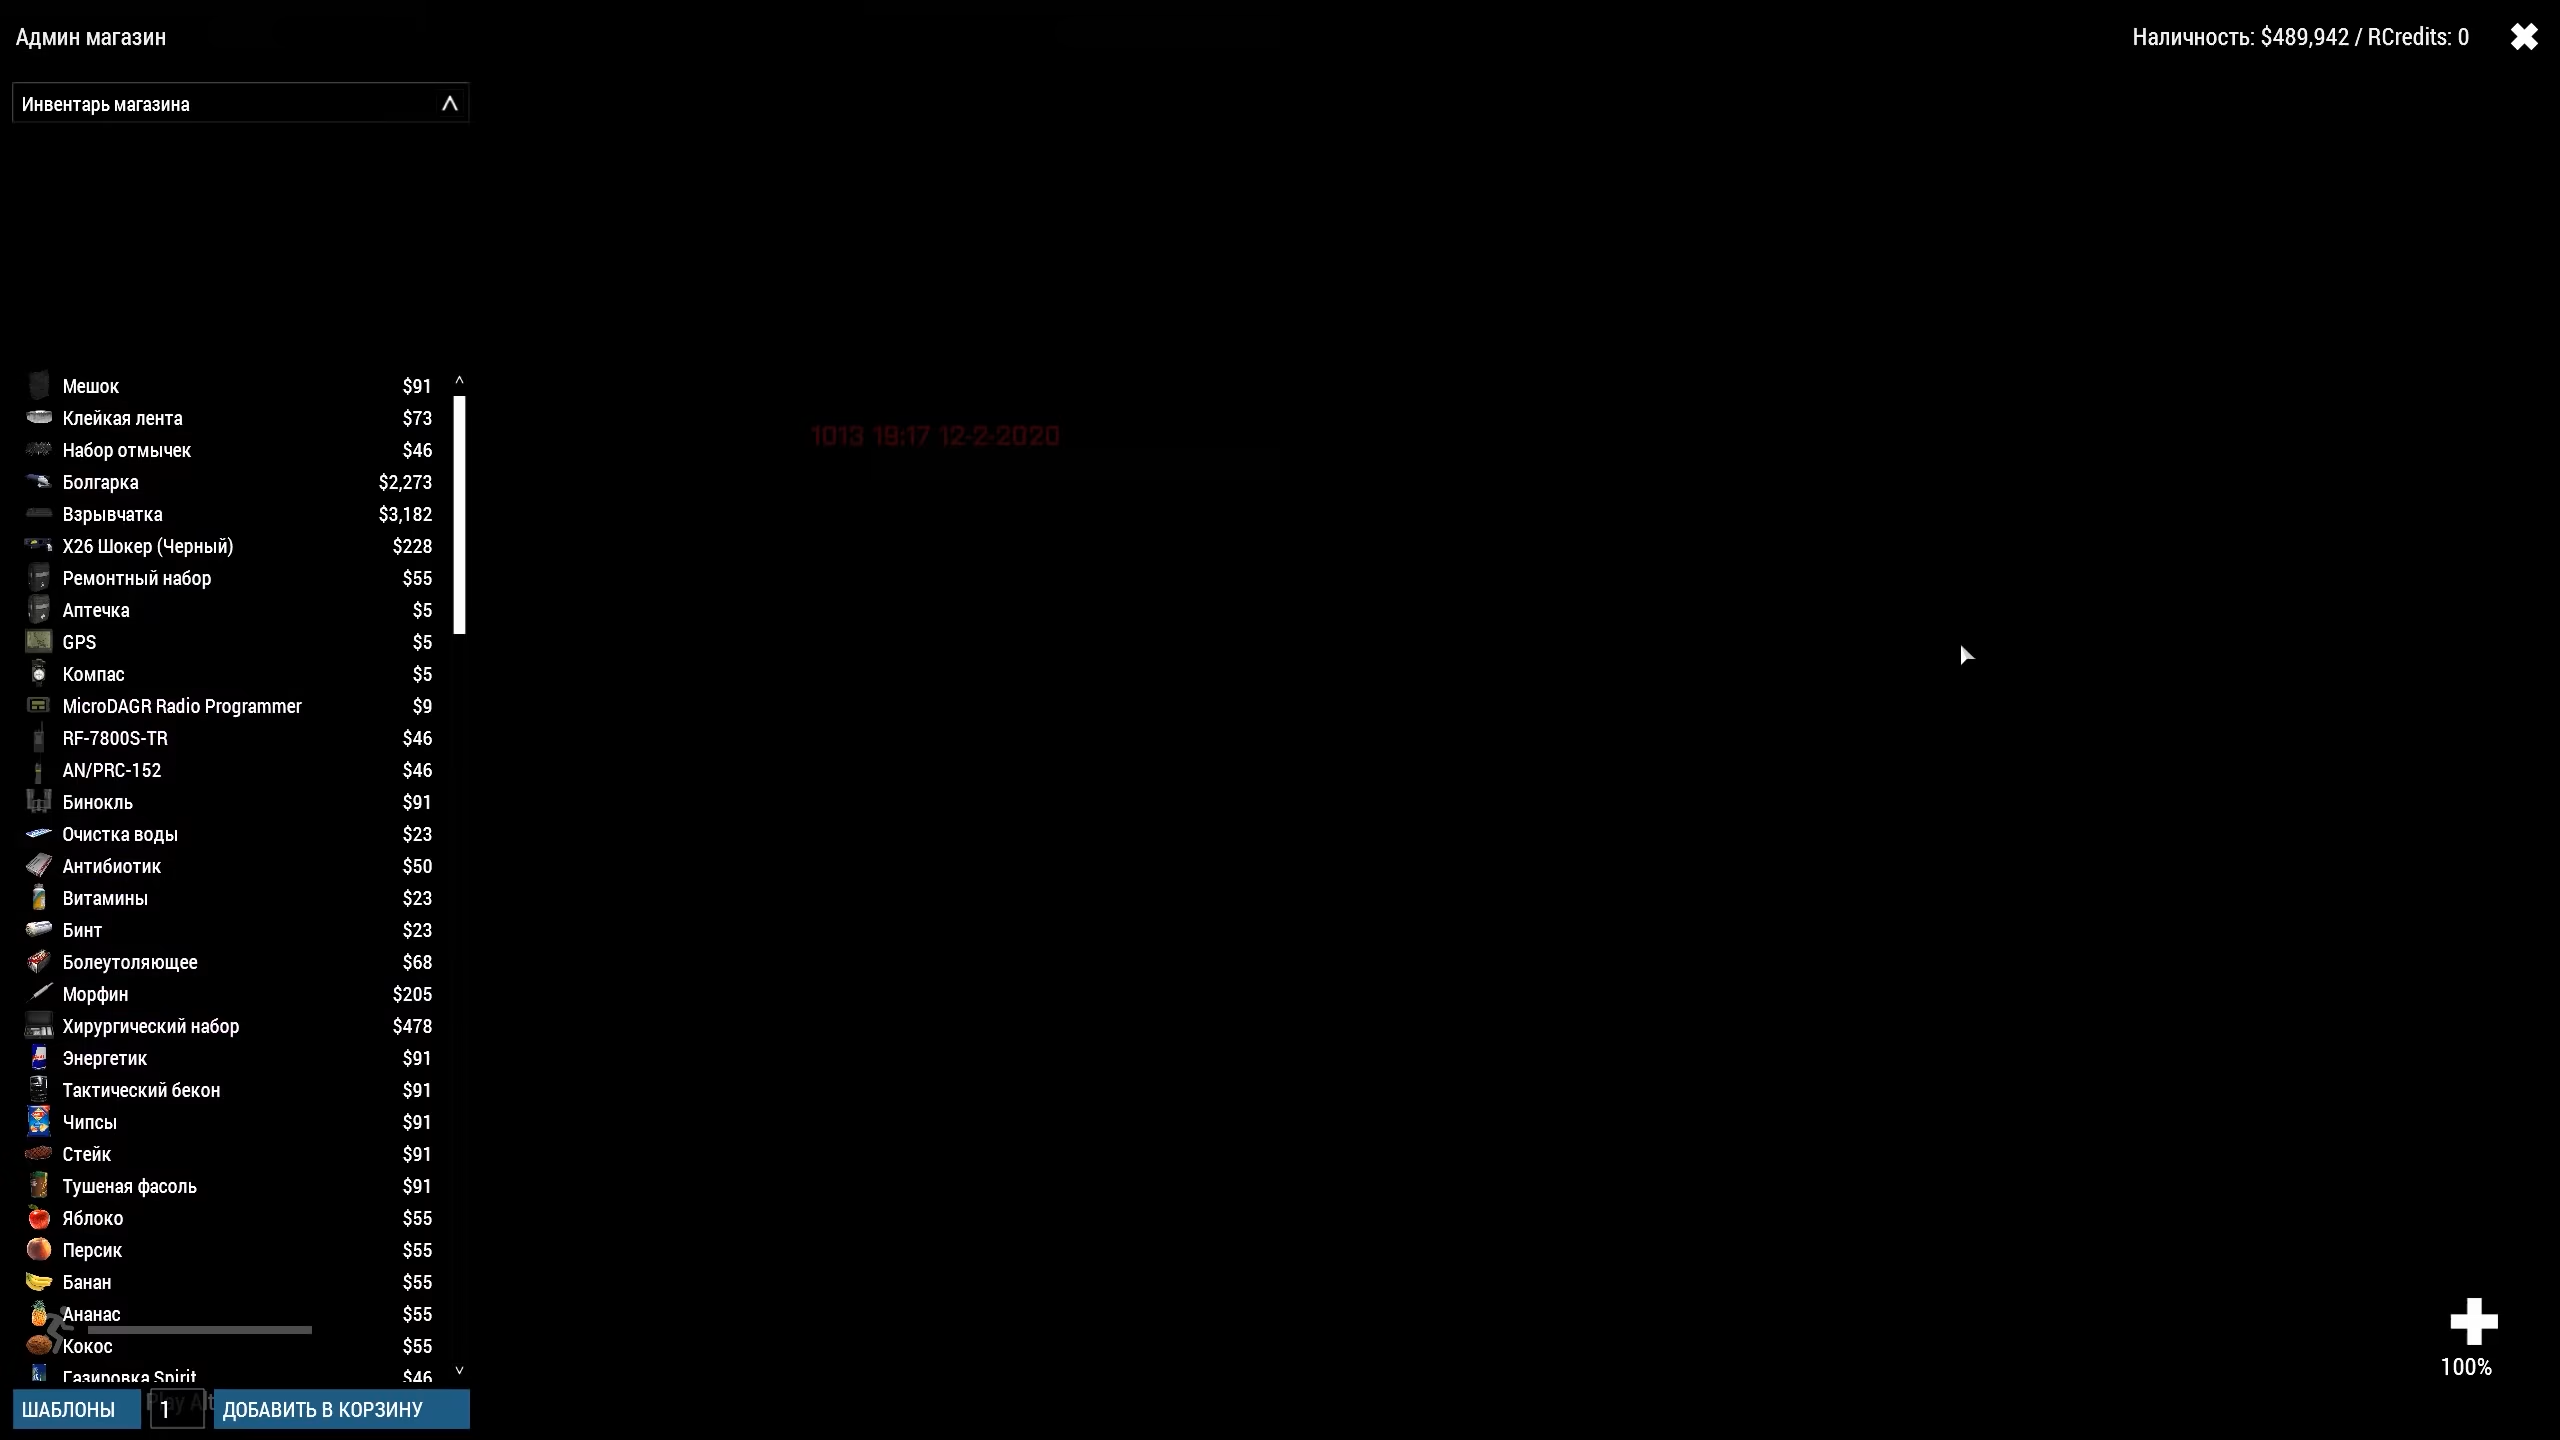 Админ магазин
Наличность: $489,942 / RCredits: 0
Инвентарь магазина
Мешок $91
Клейкая лента $73
Набор отмычек $46
Болгарка $2,273
Взрывчатка $3,182
X26 Шокер (Черный) $228
Ремонтный набор $55
Аптечка $5
GPS $5
Компас $5
MicroDAGR Radio Programmer $9
RF-7800S-TR $46
AN/PRC-152 $46
Бинокль $91
Очистка воды $23
Антибиотик $50
Витамины $23
Бинт $23
Болеутоляющее $68
Морфин $205
Хирургический набор $478
Энергетик $91
Тактический бекон $91
Чипсы $91
Стейк $91
Тушеная фасоль $91
Яблоко $55
Персик $55
Банан $55
Ананас $55
Кокос $55
Газировка Spirit $46
ШАБЛОНЫ 1 ДОБАВИТЬ В КОРЗИНУ
1013 19:17 12-2-2020
100%